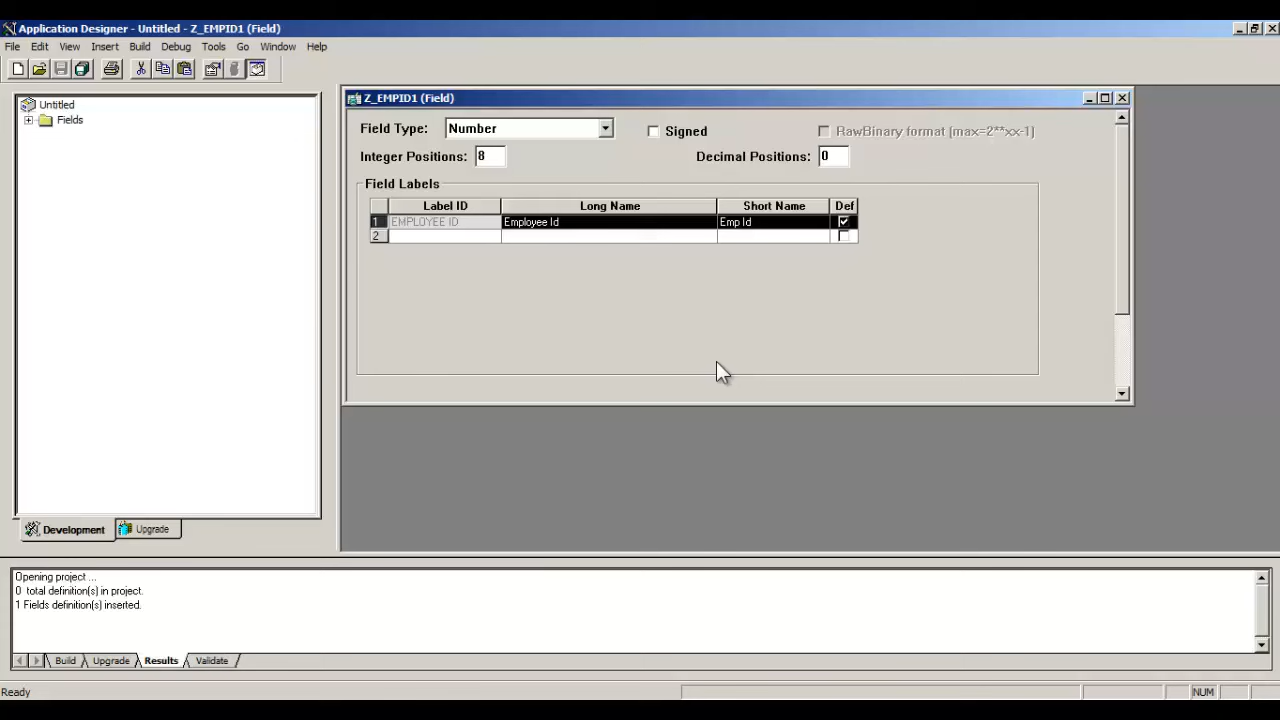 Application Designer - Untitled - Z_EMPID1 (Field)
File Edit View Insert Build Debug Tools Go Window Help
Untitled
Fields
Z_EMPID1 (Field)
Field Type: Number Signed RawBinary format (max=2**xx-1)
Integer Positions: 8 Decimal Positions: 0
Field Labels
Label ID Long Name Short Name Def
1 EMPLOYEE ID Employee Id Emp Id
2
Development Upgrade
Opening project ...
0 total definition(s) in project.
1 Fields definition(s) inserted.
Build Upgrade Results Validate
Ready NUM